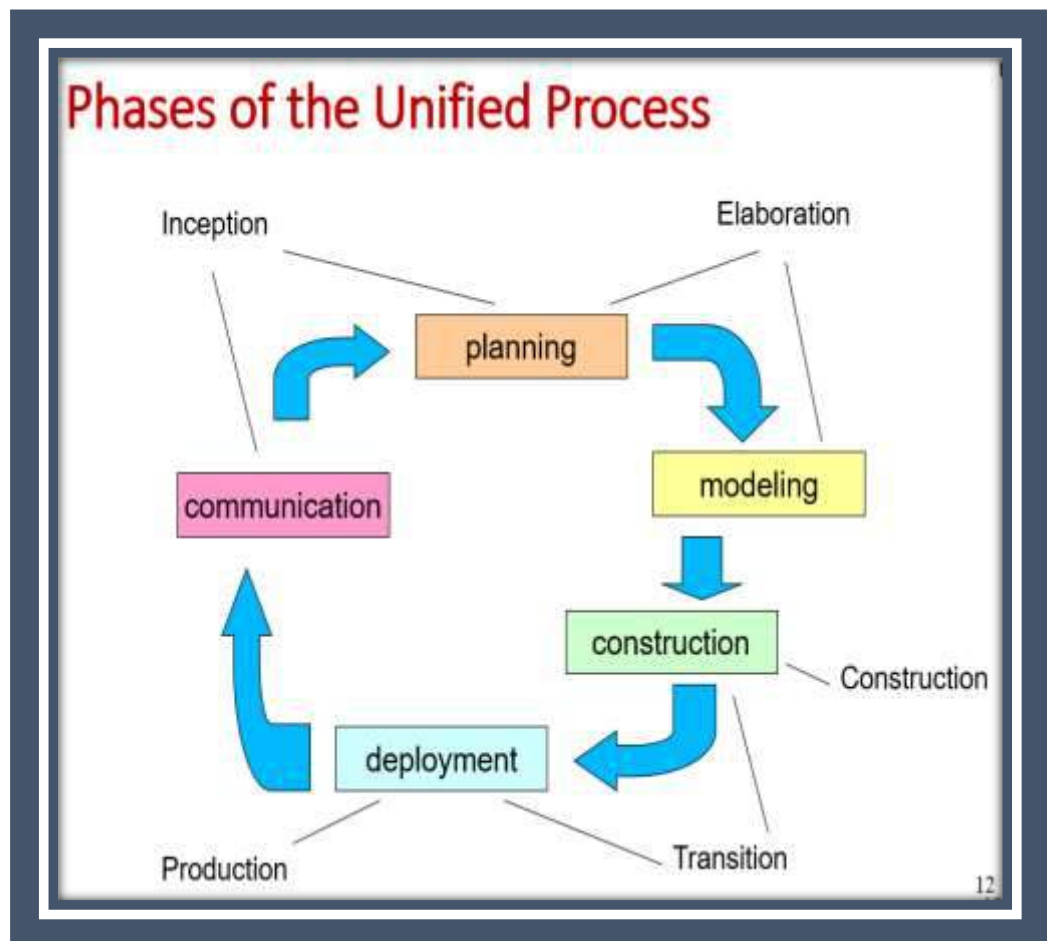 Phases of the Unified Process
Inception
Elaboration
planning
modeling
communication
construction
Construction
deployment
Production
Transition
12